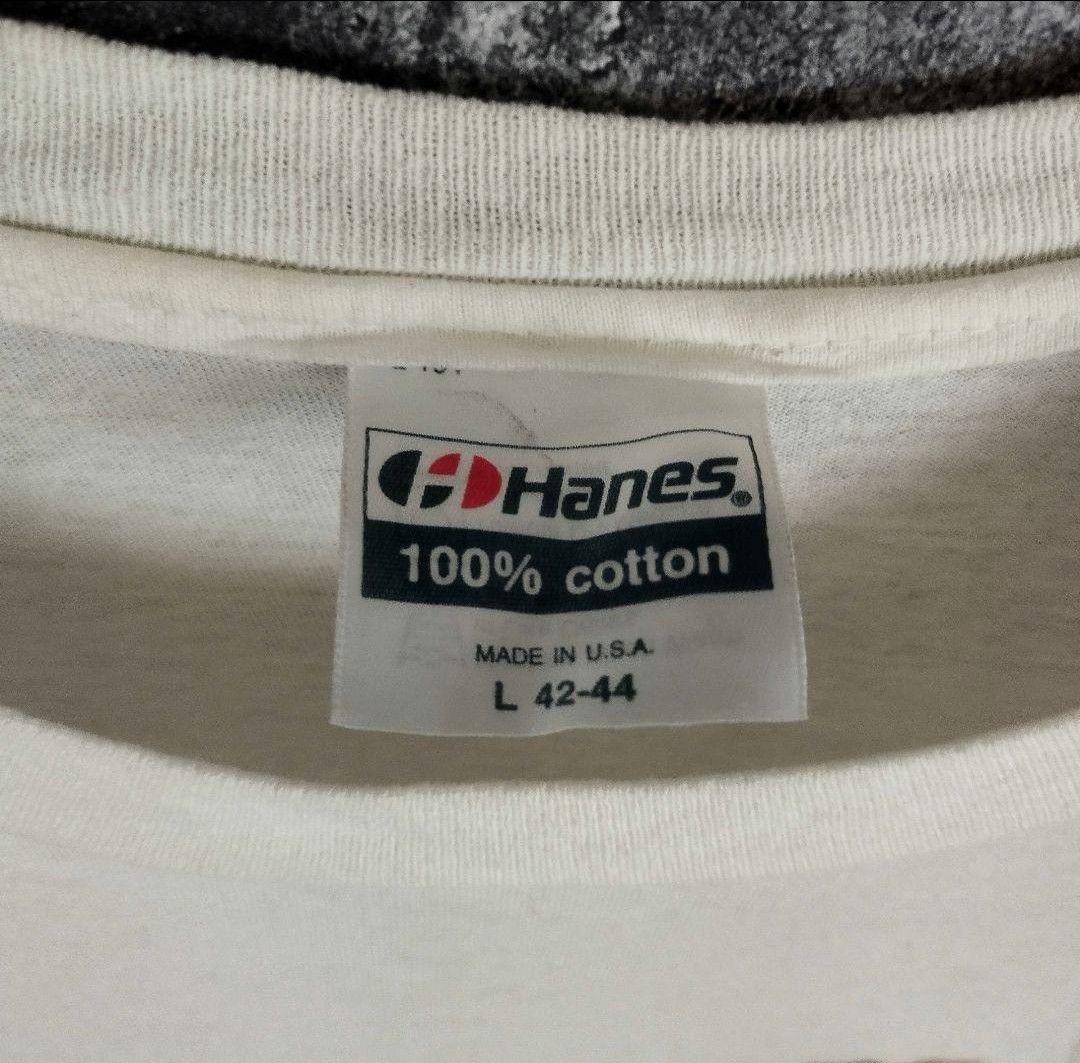 Hanes®
100% cotton
MADE IN U.S.A.
L 42-44